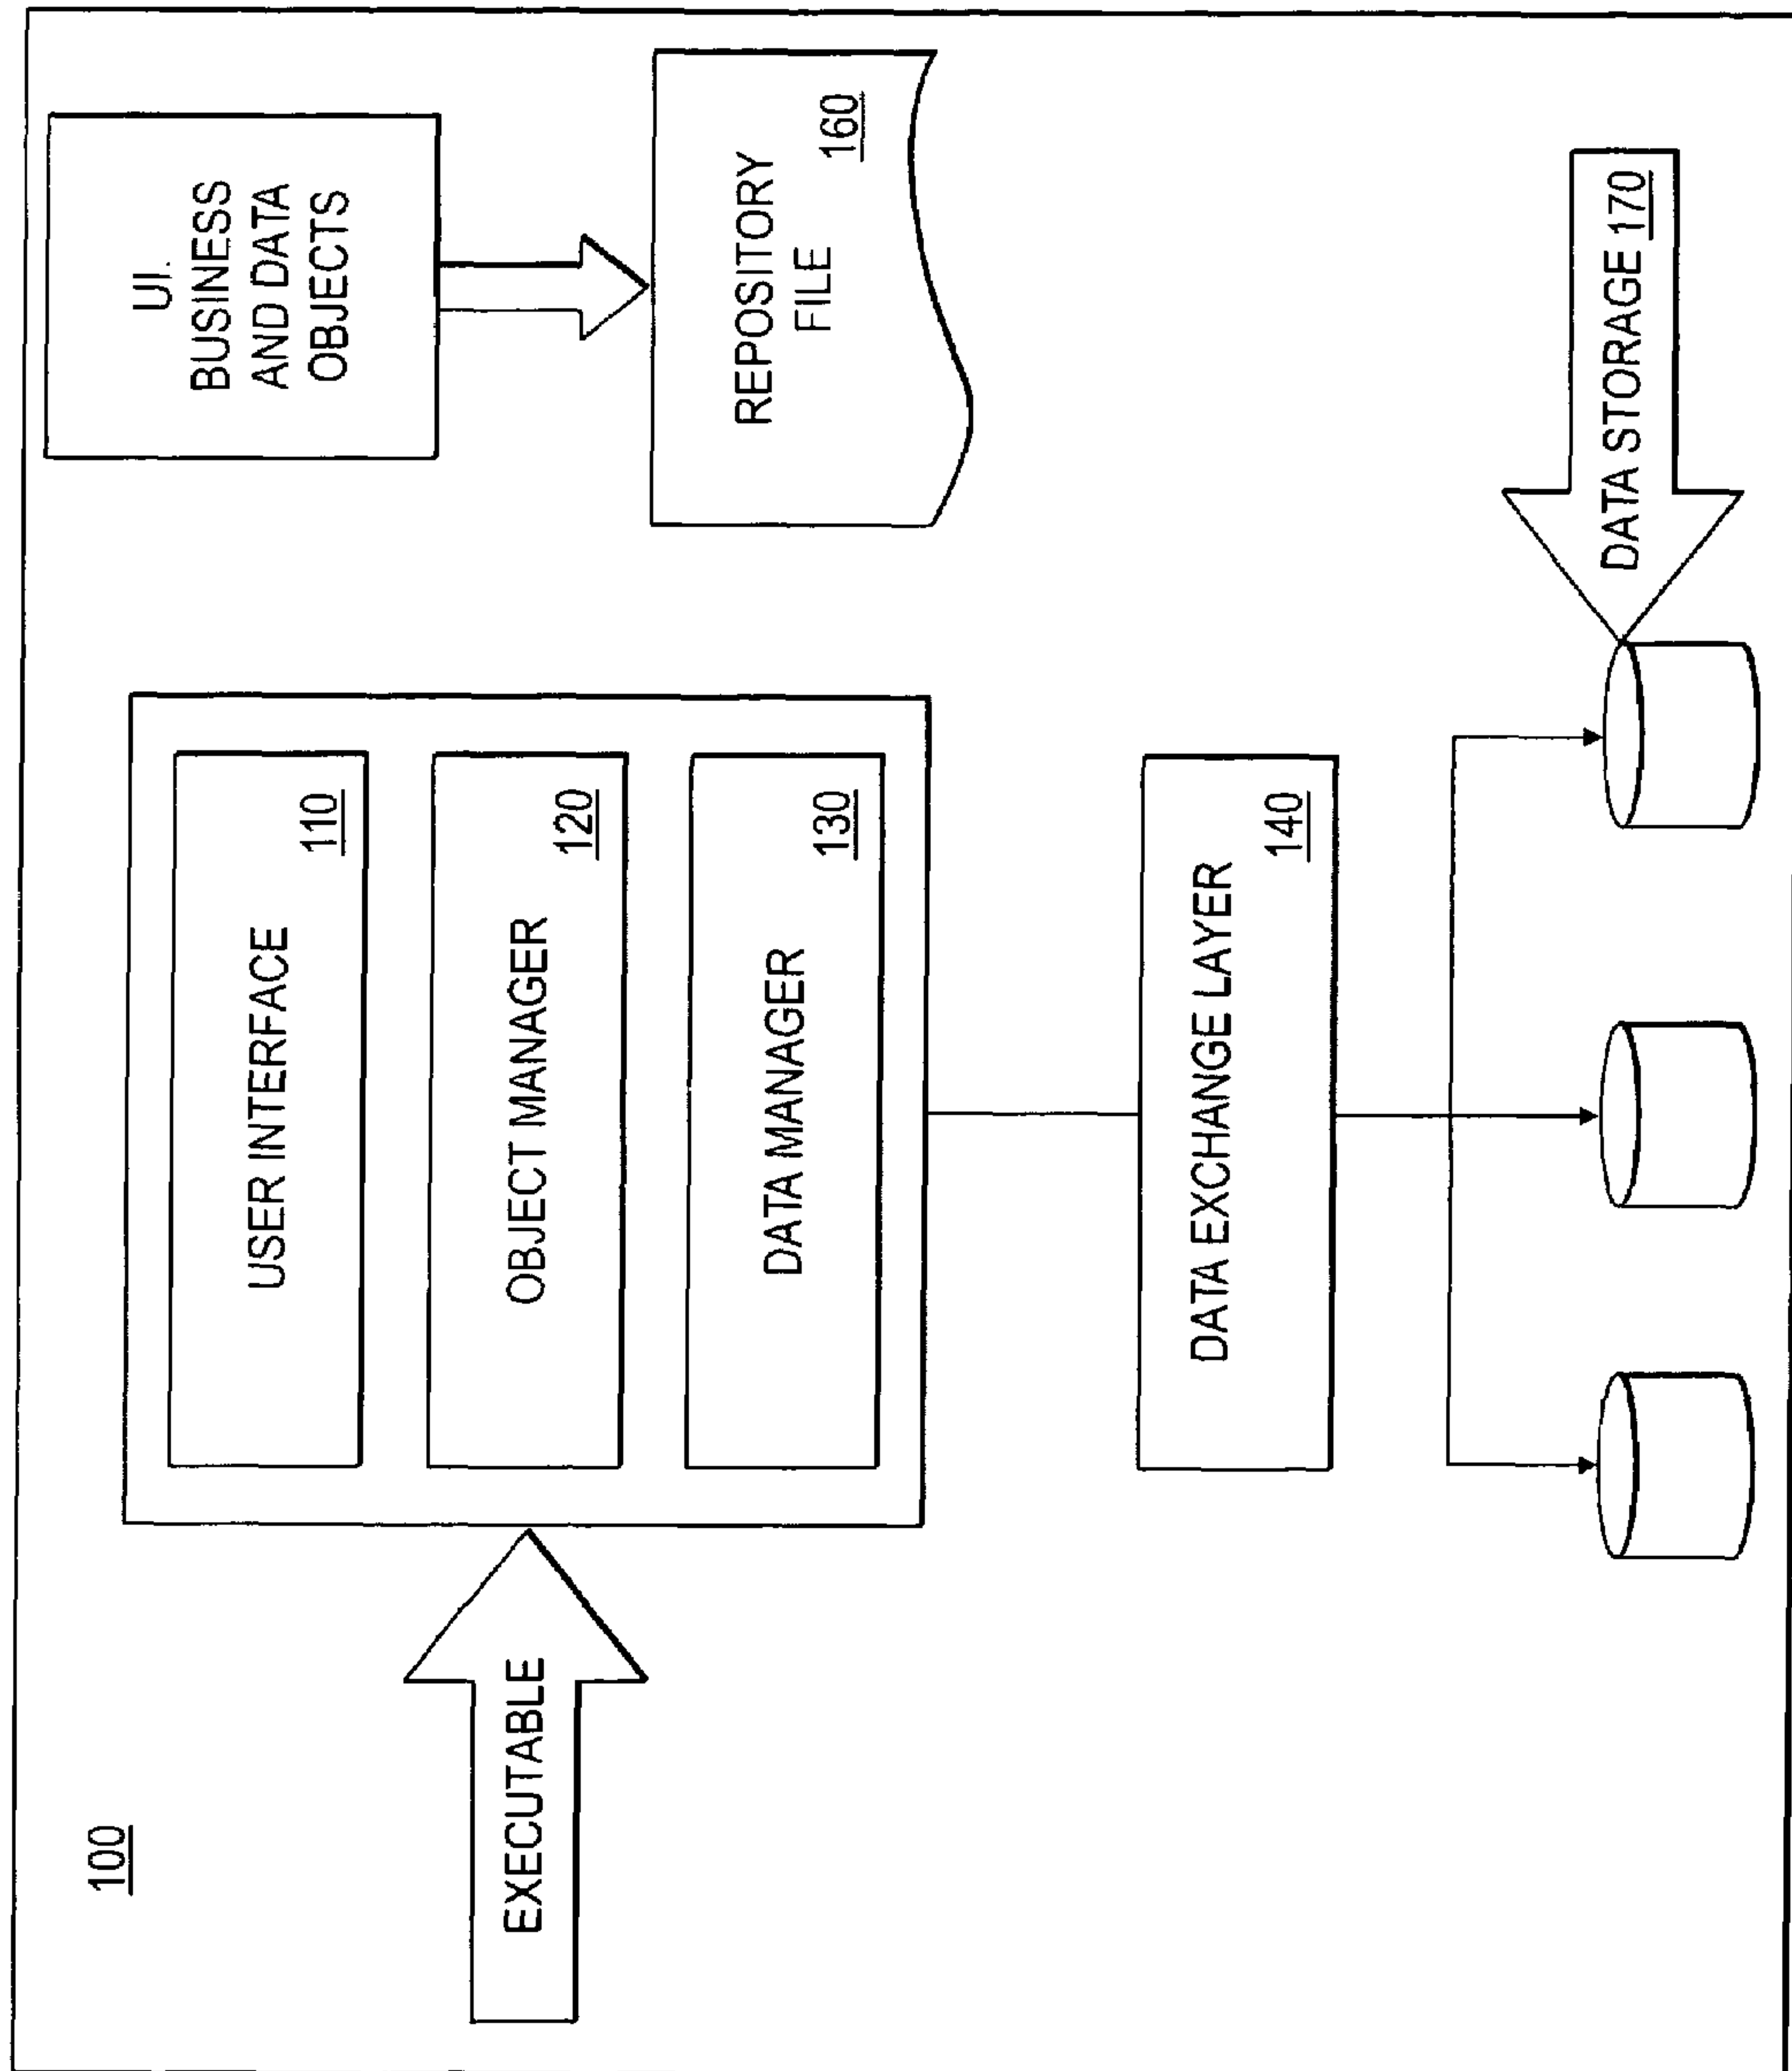 100
EXECUTABLE
USER INTERFACE
110
OBJECT MANAGER
120
DATA MANAGER
130
DATA EXCHANGE LAYER
140
UI.
BUSINESS
AND DATA
OBJECTS
REPOSITORY
FILE
160
DATA STORAGE 170